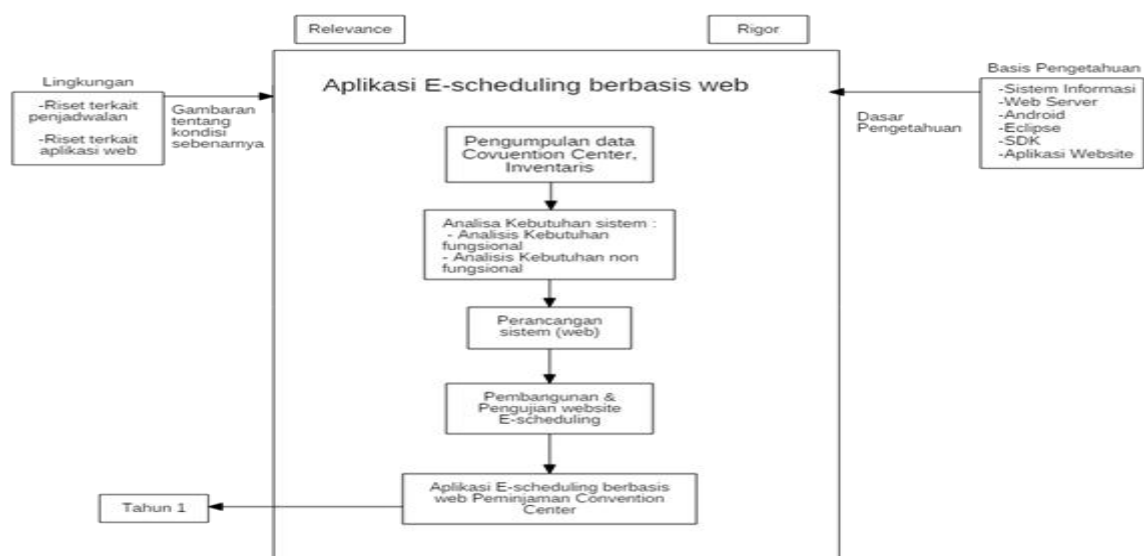 Relevance
Rigor
Aplikasi E-scheduling berbasis web
Lingkungan
-Riset terkait
penjadwalan
-Riset terkait
aplikasi web
Gambaran
tentang
kondisi
sebenarnya
Basis Pengetahuan
-Sistem Informasi
-Web Server
-Android
-Eclipse
-SDK
-Aplikasi Website
Dasar
Pengetahuan
Pengumpulan data
Covuention Center,
Inventaris
Analisa Kebutuhan sistem :
- Analisis Kebutuhan
fungsional
- Analisis Kebutuhan non
fungsional
Perancangan
sistem (web)
Pembangunan &
Pengujian website
E-scheduling
Aplikasi E-scheduling berbasis
web Peminjaman Convention
Center
Tahun 1